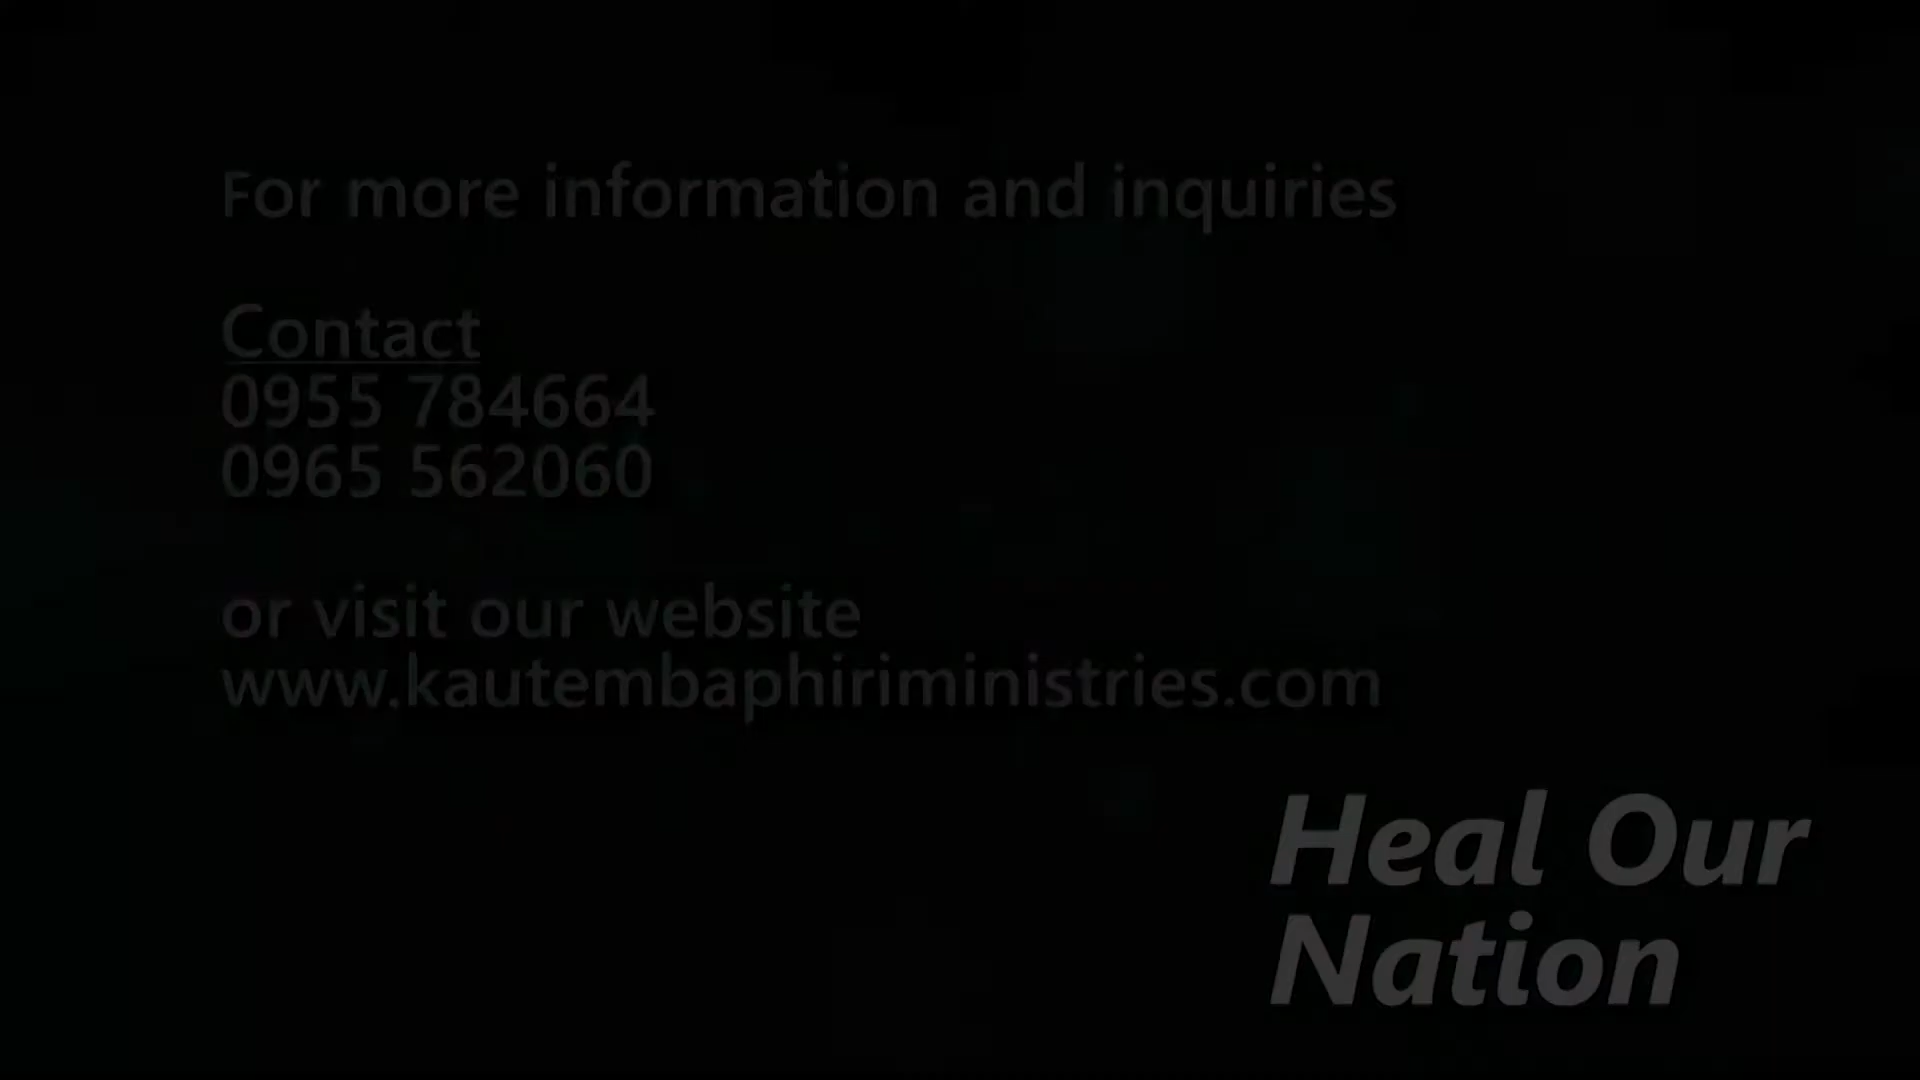 For more information and inquiries
Contact
0955 784664
0965 562060
or visit our website
www.kautembaphiriministries.com
Heal Our
Nation